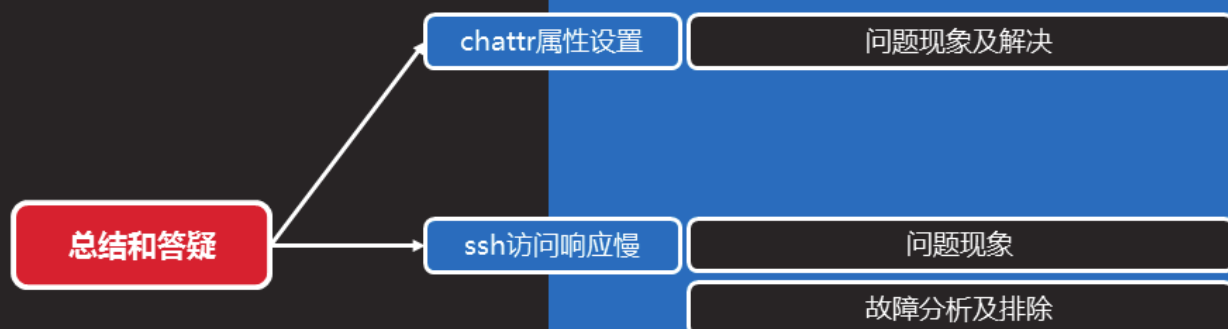 chattr属性设置
问题现象及解决
总结和答疑
ssh访问响应慢
问题现象
故障分析及排除